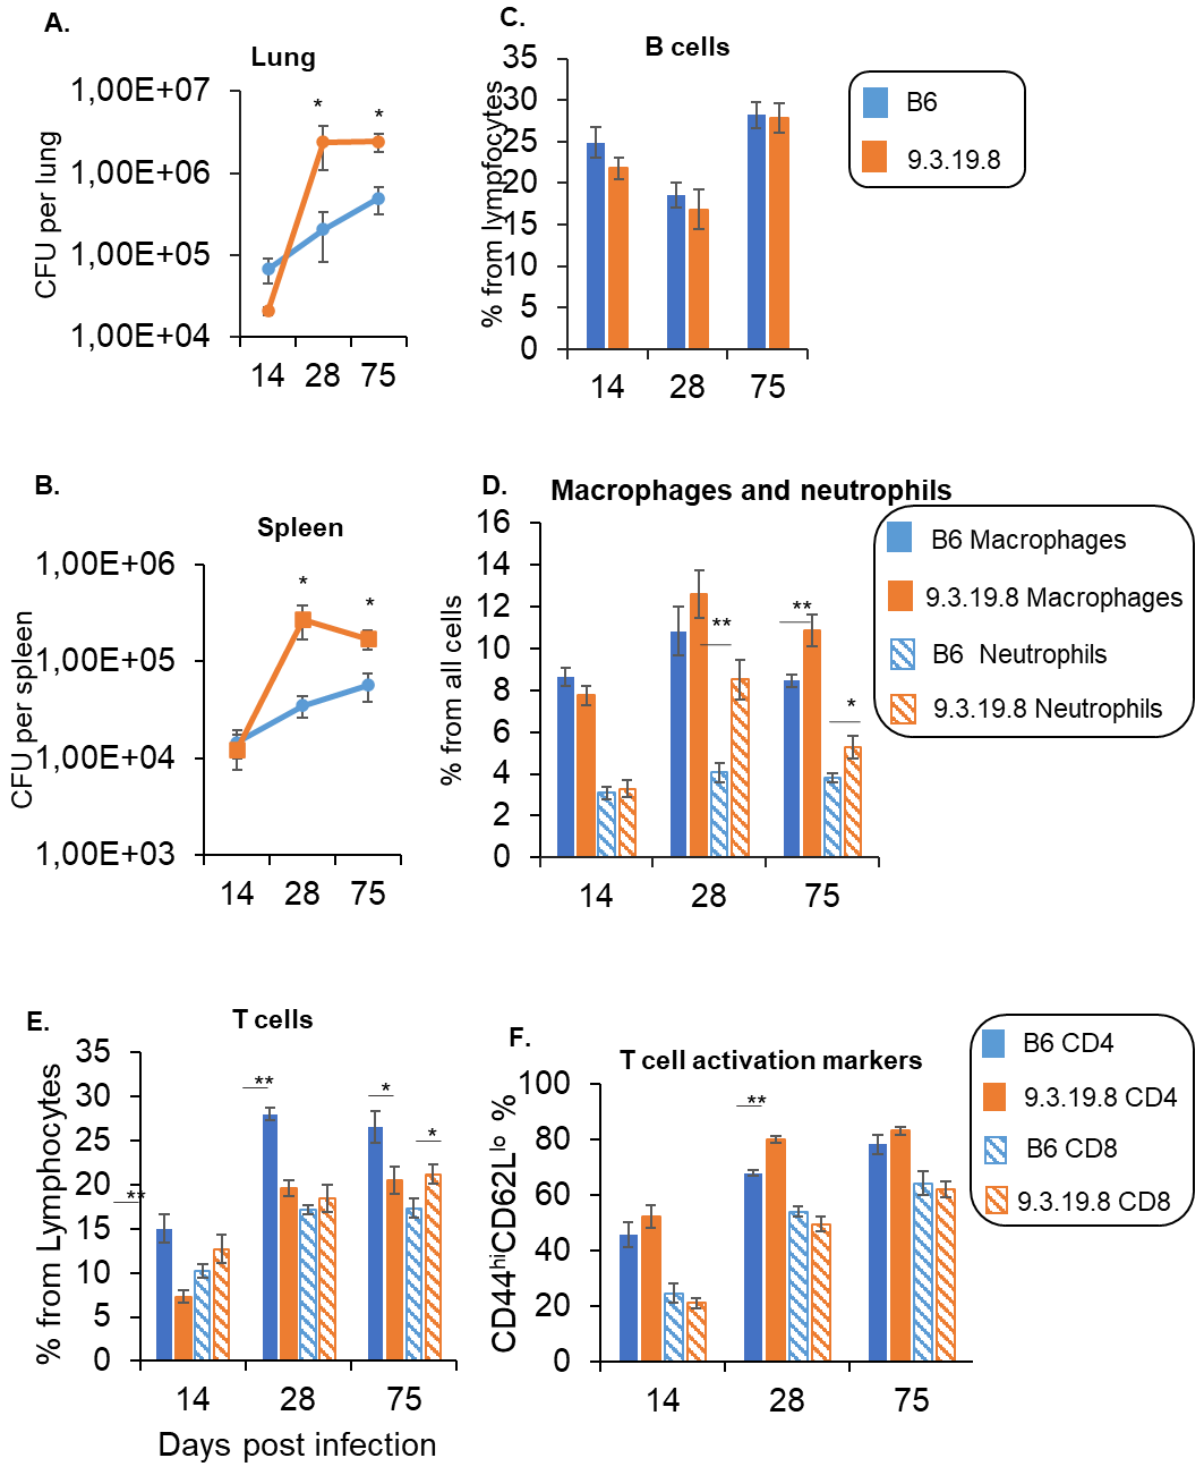 A.
Lung
1,00E+07
1,00E+06
1,00E+05
1,00E+04
CFU per lung
* *
14 28 75
C.
B cells
35
30
25
20
15
10
5
0
% from lympfocytes
14 28 75
B6
9.3.19.8
B.
Spleen
1,00E+06
1,00E+05
1,00E+04
1,00E+03
CFU per spleen
* *
14 28 75
D.
Macrophages and neutrophils
16
14
12
10
8
6
4
2
0
% from all cells
** ** *
14 28 75
B6 Macrophages
9.3.19.8 Macrophages
B6 Neutrophils
9.3.19.8 Neutrophils
E.
T cells
35
30
25
20
15
10
5
0
% from Lymphocytes
** ** * *
14 28 75
Days post infection
F.
T cell activation markers
100
80
60
40
20
0
CD44hiCD62Llo %
**
14 28 75
B6 CD4
9.3.19.8 CD4
B6 CD8
9.3.19.8 CD8